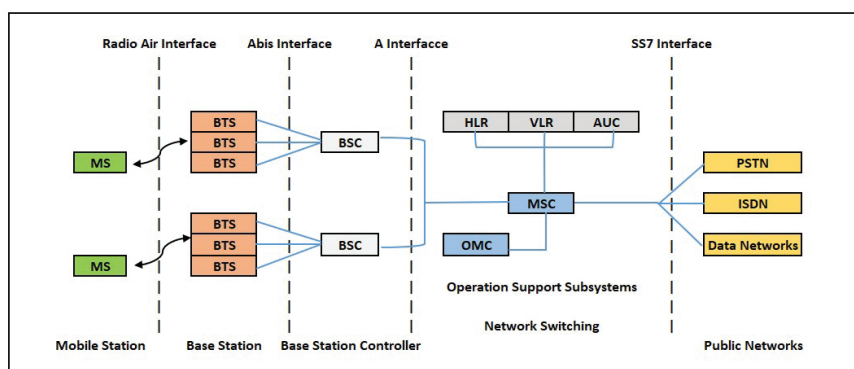 Radio Air Interface
Abis Interface
A Interfacce
SS7 Interface
HLR
VLR
AUC
BTS
BTS
BTS
BSC
MS
PSTN
MSC
ISDN
BTS
BTS
BTS
BSC
OMC
Data Networks
MS
Operation Support Subsystems
Network Switching
Mobile Station
Base Station
Base Station Controller
Public Networks